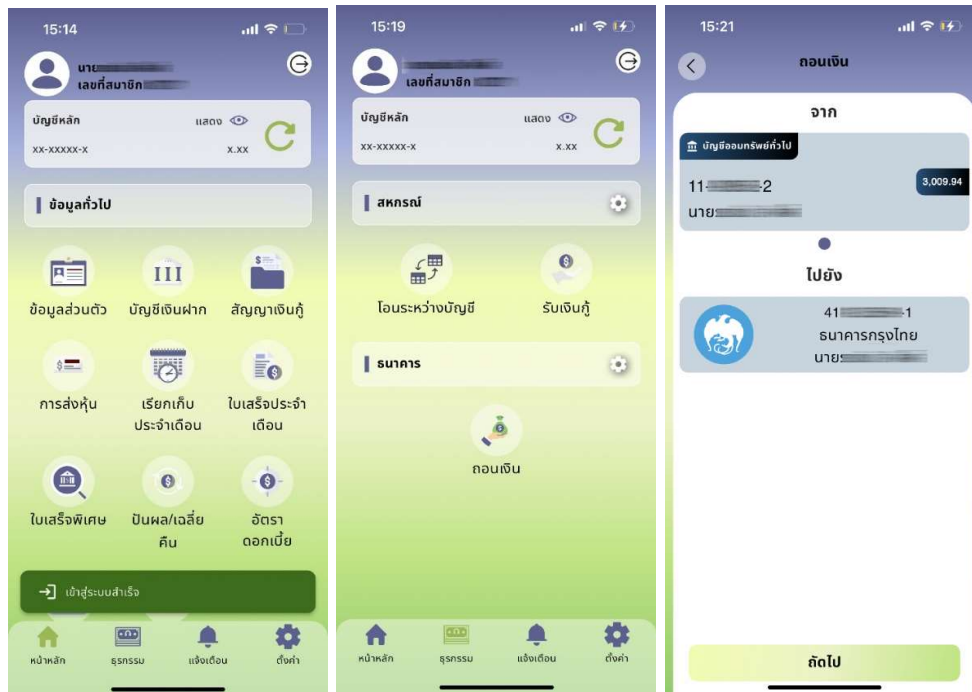 15:14
นาย
เลขที่สมาชิก
บัญชีหลัก แสดง
xx-xxxxx-x x.xx
ข้อมูลทั่วไป
ข้อมูลส่วนตัว บัญชีเงินฝาก สัญญาเงินกู้
การส่งหุ้น เรียกเก็บ ใบเสร็จประจำ
ประจำเดือน เดือน
ใบเสร็จพิเศษ ปันผล/เฉลี่ย อัตรา
คืน ดอกเบี้ย
เข้าสู่ระบบสำเร็จ
หน้าหลัก ธุรกรรม แจ้งเตือน ตั้งค่า
15:19
เลขที่สมาชิก
บัญชีหลัก แสดง
xx-xxxxx-x x.xx
สหกรณ์
โอนระหว่างบัญชี รับเงินกู้
ธนาคาร
ถอนเงิน
หน้าหลัก ธุรกรรม แจ้งเตือน ตั้งค่า
15:21
ถอนเงิน
จาก
บัญชีออมทรัพย์ทั่วไป
11- -2 3,009.94
นาย
ไปยัง
41 -1
ธนาคารกรุงไทย
นาย
ถัดไป